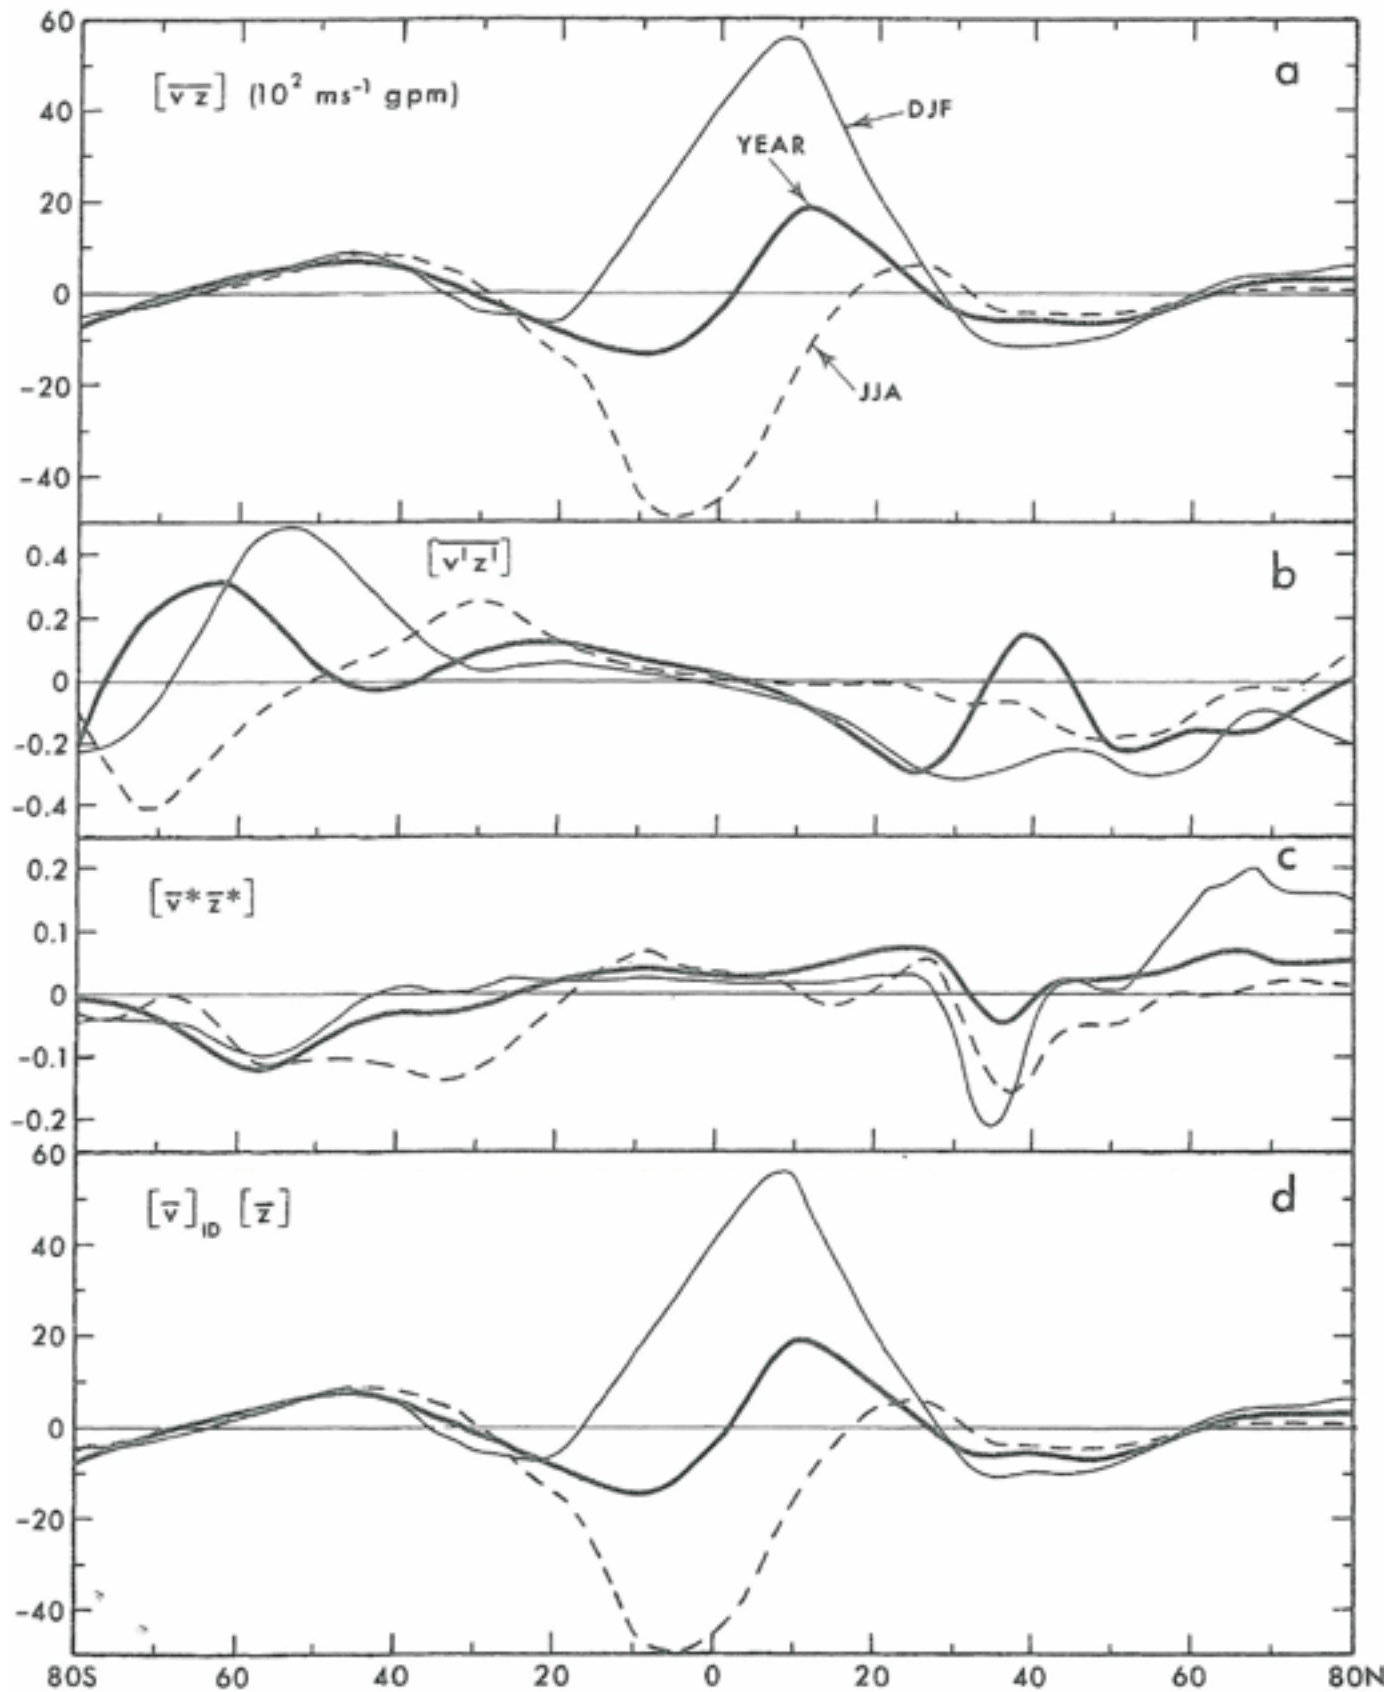 60
40
20
0
-20
-40
[v̅ z̅] (10² ms⁻¹ gpm)
a
DJF
YEAR
JJA
0.4
0.2
0
-0.2
-0.4
[v'z']
b
0.2
0.1
0
-0.1
-0.2
[v̅* z̅*]
c
60
40
20
0
-20
-40
[v̅]ID [z̅]
d
80S 60 40 20 0 20 40 60 80N